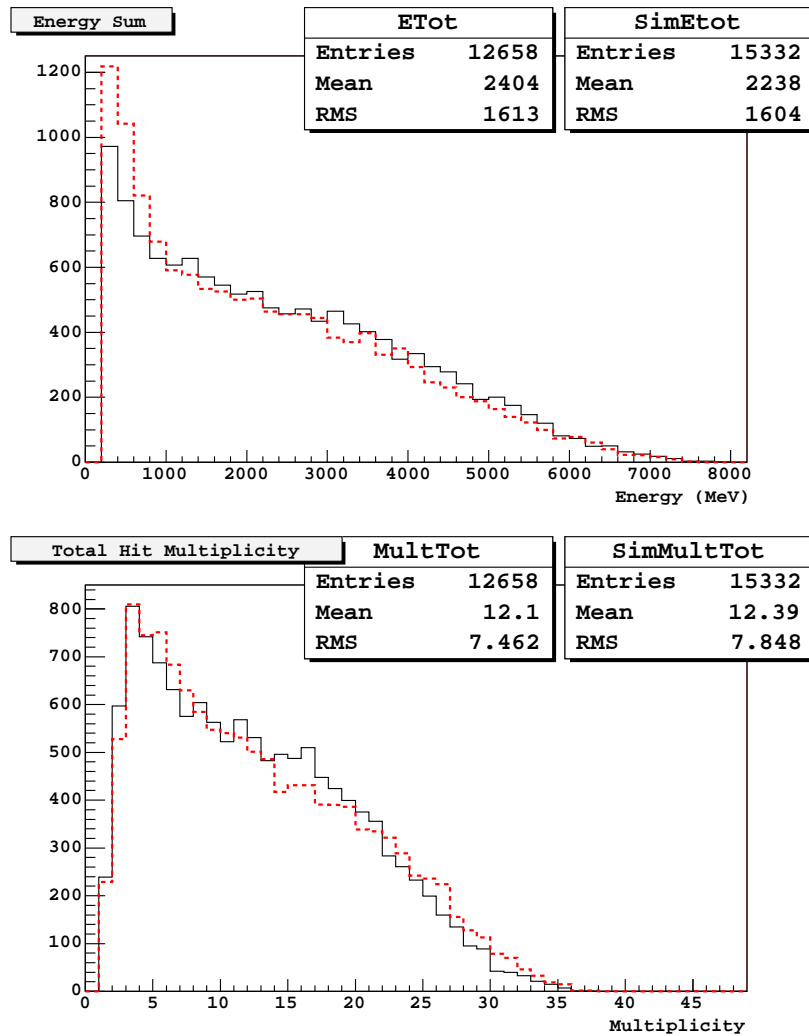 Energy Sum
ETot
Entries 12658
Mean 2404
RMS 1613
SimEtot
Entries 15332
Mean 2238
RMS 1604
1200
1000
800
600
400
200
0
0 1000 2000 3000 4000 5000 6000 7000 8000
Energy (MeV)
Total Hit Multiplicity
MultTot
Entries 12658
Mean 12.1
RMS 7.462
SimMultTot
Entries 15332
Mean 12.39
RMS 7.848
800
700
600
500
400
300
200
100
0
0 5 10 15 20 25 30 35 40 45
Multiplicity